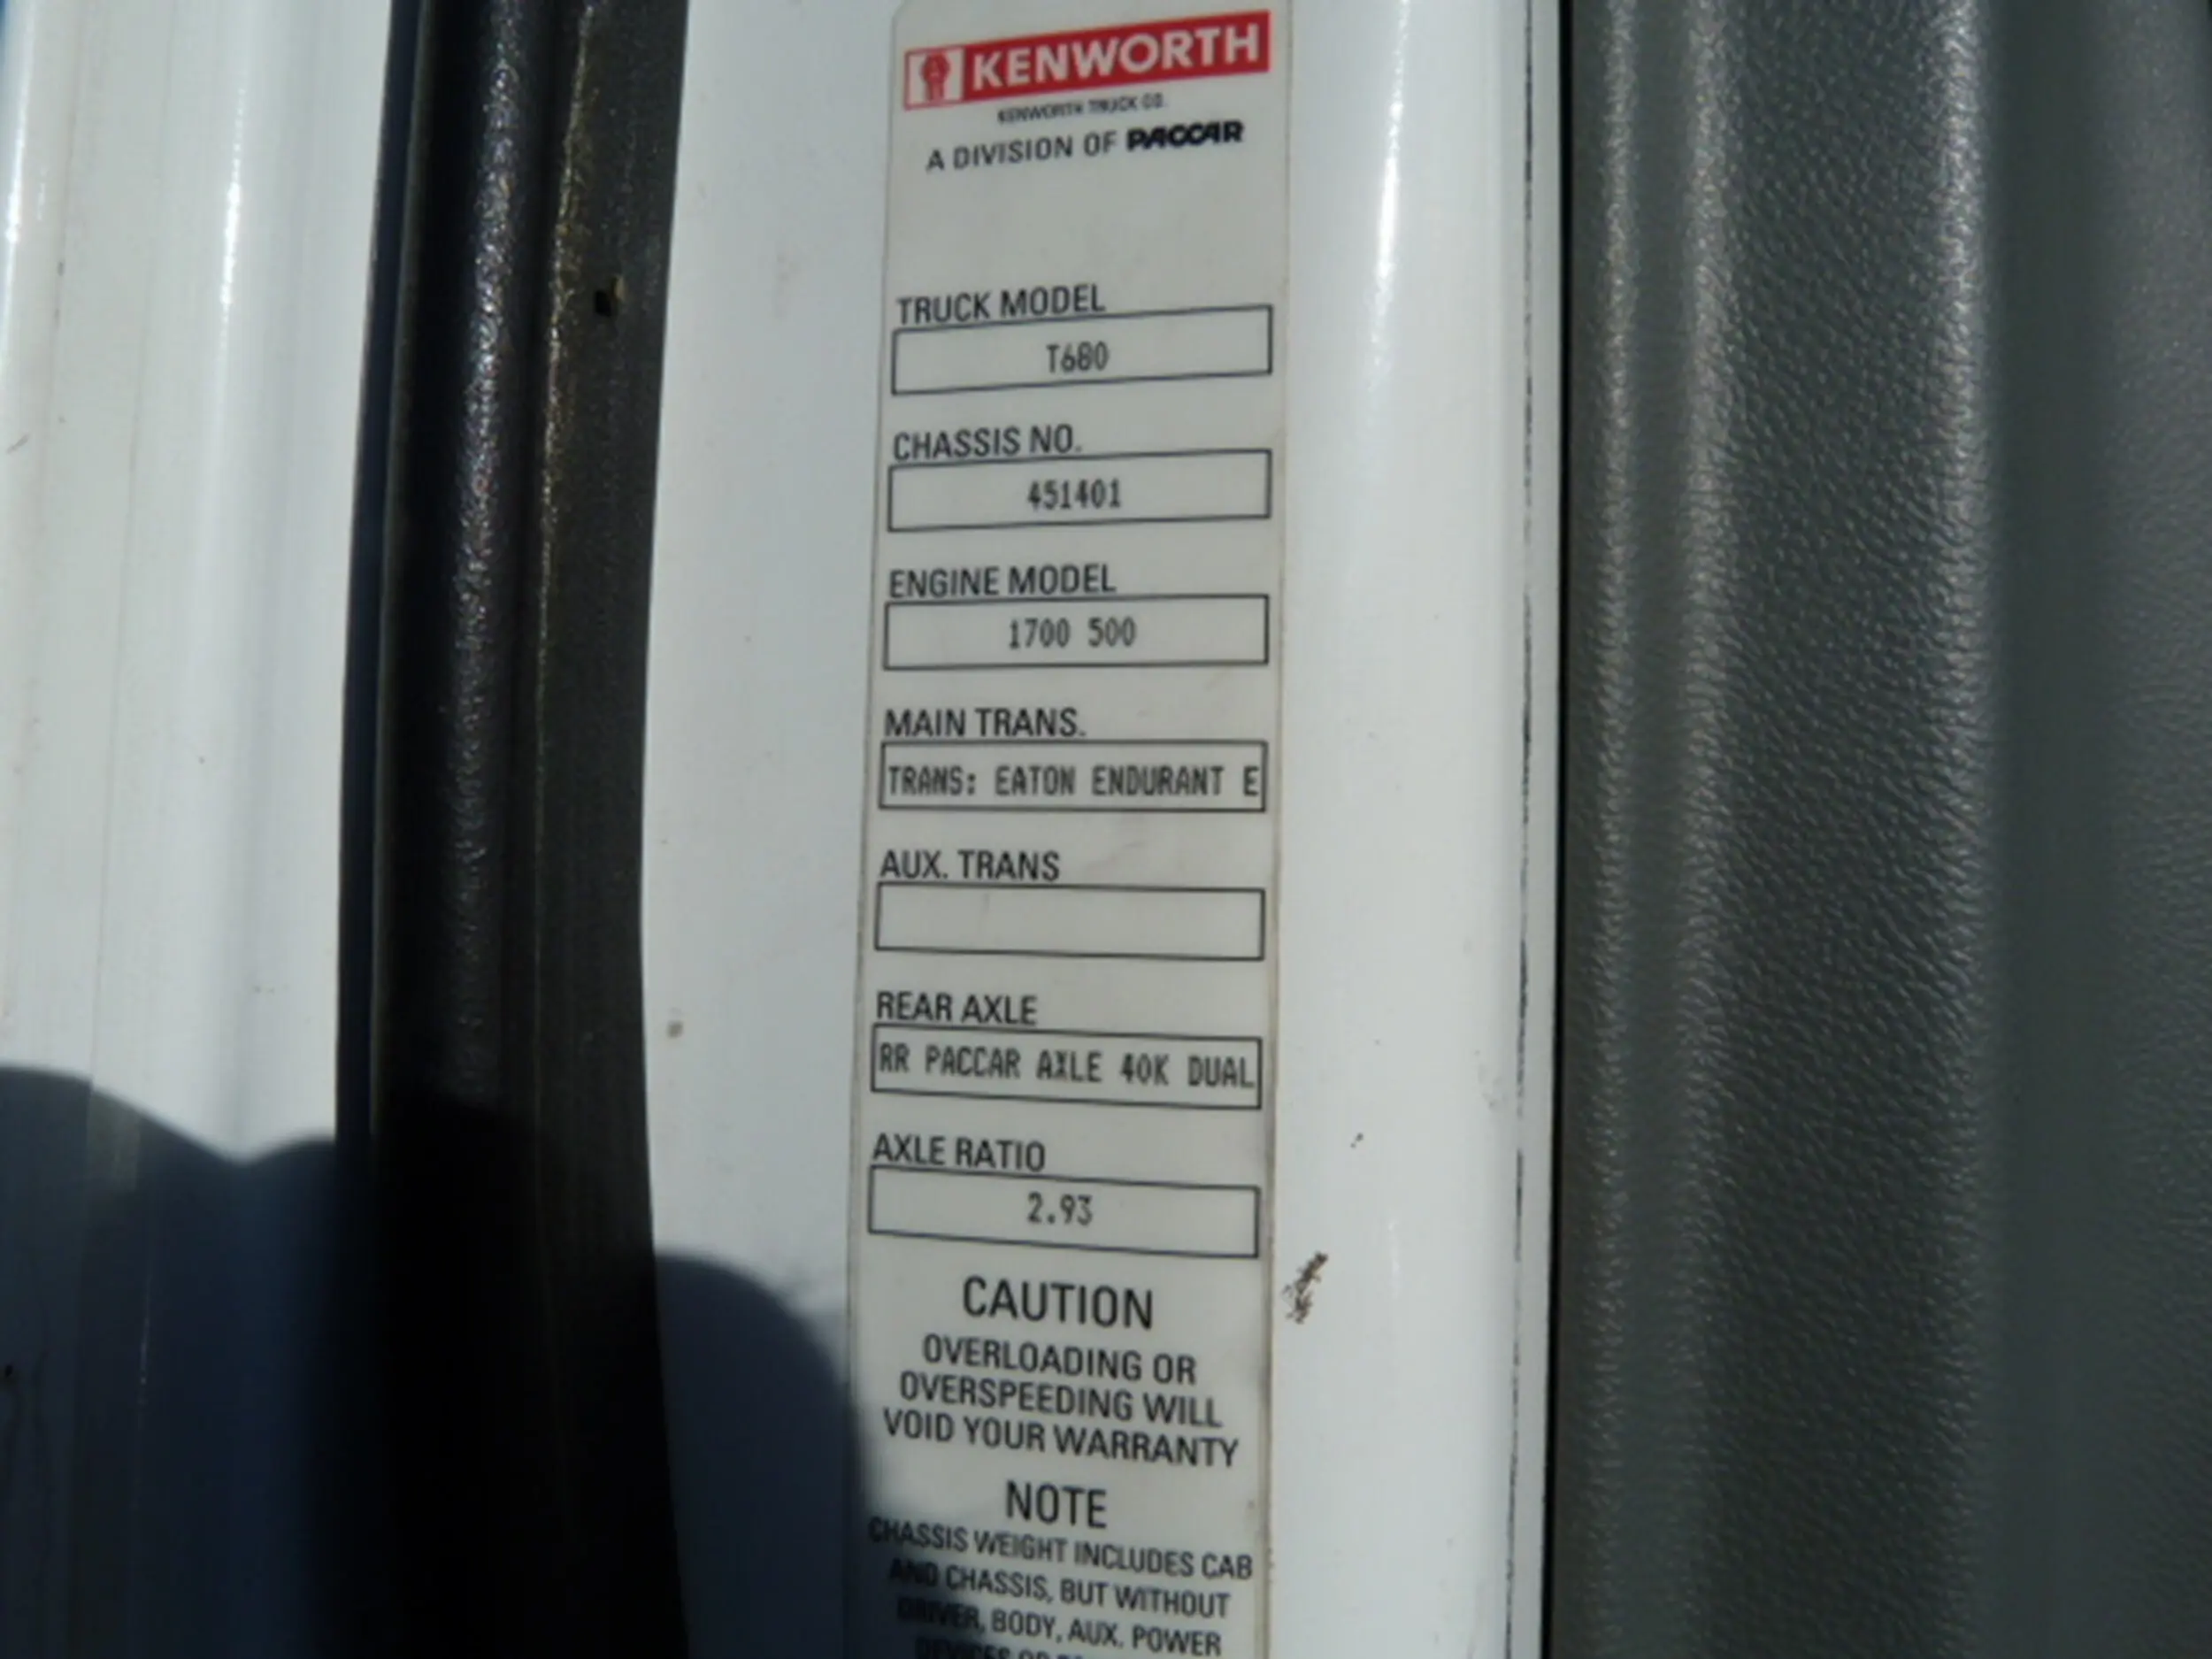 KENWORTH
KENWORTH TRUCK CO.
A DIVISION OF PACCAR
TRUCK MODEL
T680
CHASSIS NO.
451401
ENGINE MODEL
1700 500
MAIN TRANS.
TRANS: EATON ENDURANT E
AUX. TRANS
REAR AXLE
RR PACCAR AXLE 40K DUAL
AXLE RATIO
2.93
CAUTION
OVERLOADING OR
OVERSPEEDING WILL
VOID YOUR WARRANTY
NOTE
CHASSIS WEIGHT INCLUDES CAB
AND CHASSIS, BUT WITHOUT
DRIVER, BODY, AUX. POWER
DEVICES OR